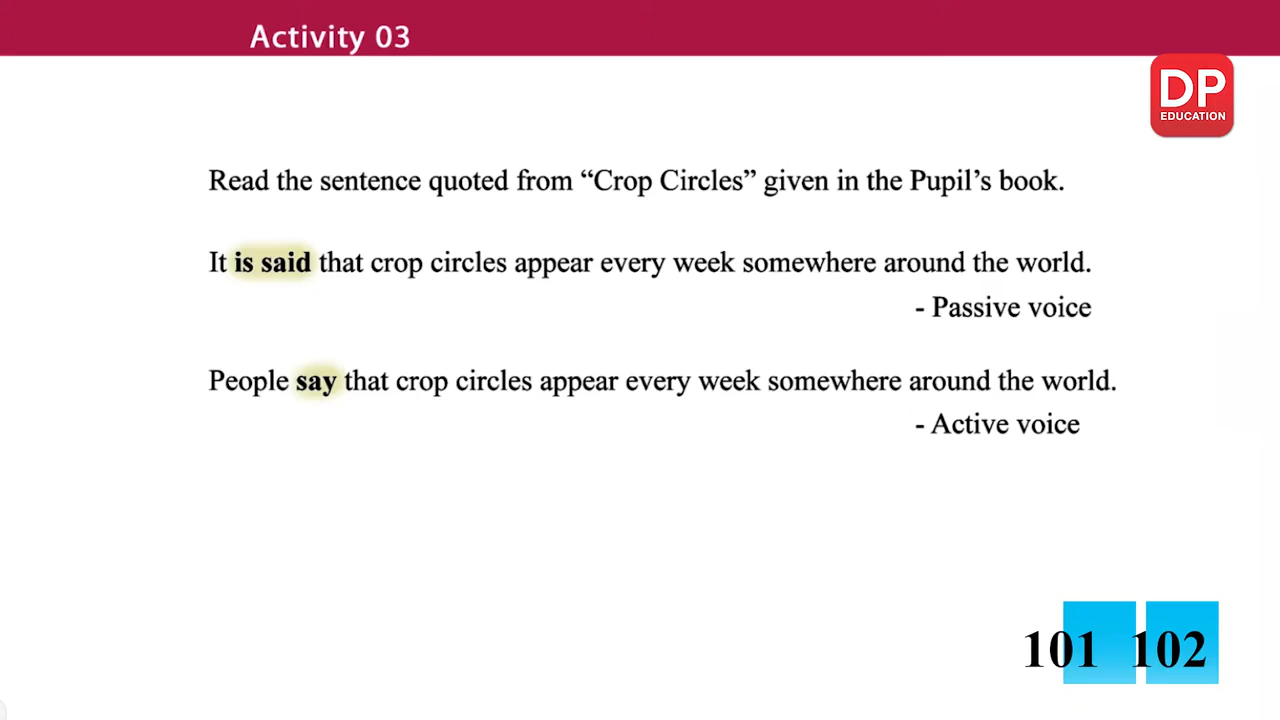 Activity 03
DP
EDUCATION
Read the sentence quoted from “Crop Circles” given in the Pupil’s book.
It is said that crop circles appear every week somewhere around the world.
- Passive voice
People say that crop circles appear every week somewhere around the world.
- Active voice
101 102